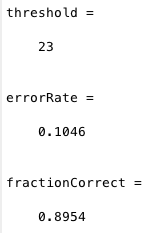 threshold =
23
errorRate =
0.1046
fractionCorrect =
0.8954